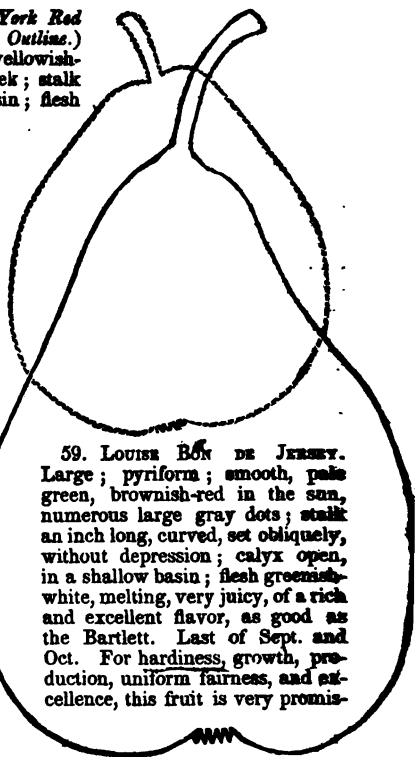 York Red
Outline.)
yellowish-
ek ; stalk
sin ; flesh
59. LOUISE BON DE JERSEY.
Large ; pyriform ; smooth, pale
green, brownish-red in the sun,
numerous large gray dots ; stalk
an inch long, curved, set obliquely,
without depression ; calyx open,
in a shallow basin ; flesh greenish-
white, melting, very juicy, of a rich
and excellent flavor, as good as
the Bartlett. Last of Sept. and
Oct. For hardiness, growth, pro-
duction, uniform fairness, and ex-
cellence, this fruit is very promis-